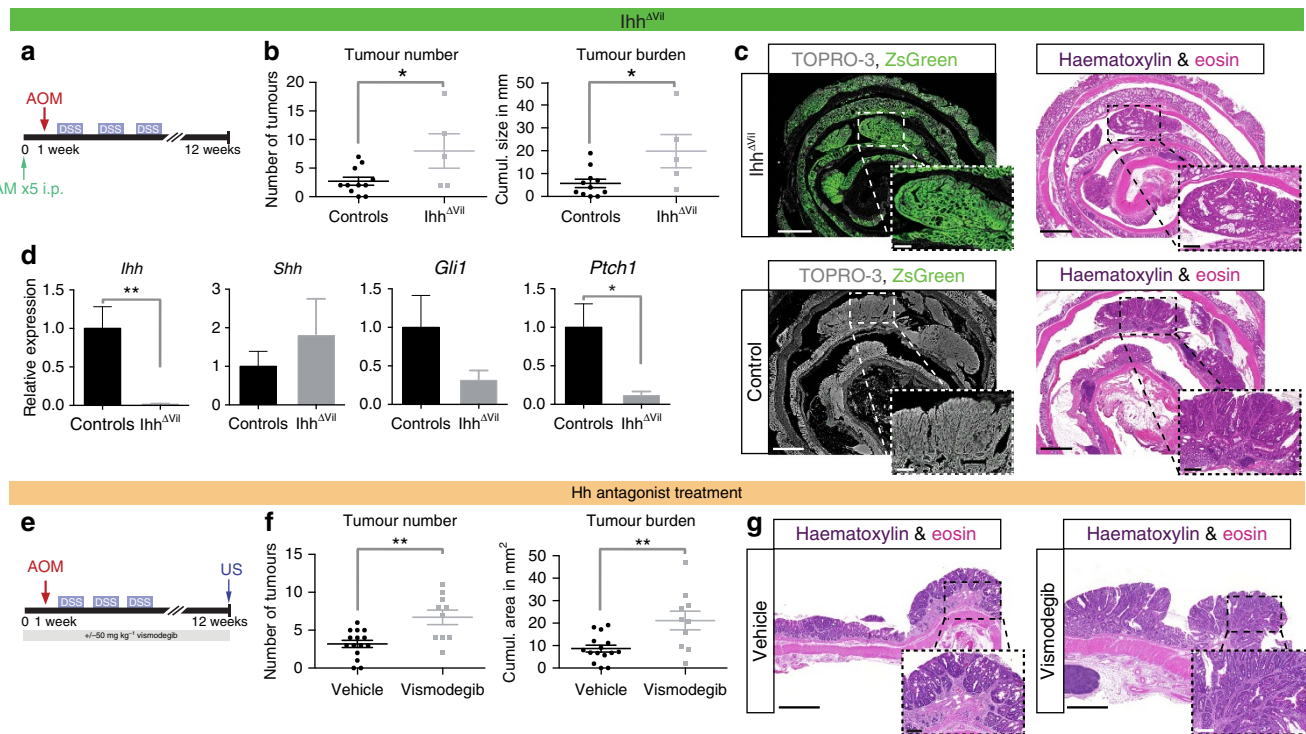 Ihh^ΔVil
a
AOM
DSS DSS DSS
0 1 week 12 weeks
AM x5 i.p.
b
Tumour number
Number of tumours
20
15
10
5
0
*
Controls Ihh^ΔVil
Tumour burden
Cumul. size in mm
50
40
30
20
10
0
*
Controls Ihh^ΔVil
c
TOPRO-3, ZsGreen
Haematoxylin & eosin
Ihh^ΔVil
TOPRO-3, ZsGreen
Haematoxylin & eosin
Control
d
Relative expression
Ihh
1.5
1.0
0.5
0
**
Controls Ihh^ΔVil
Shh
3
2
1
0
Controls Ihh^ΔVil
Gli1
1.5
1.0
0.5
0.0
Controls Ihh^ΔVil
Ptch1
1.5
1.0
0.5
0.0
*
Controls Ihh^ΔVil
Hh antagonist treatment
e
AOM US
DSS DSS DSS
0 1 week 12 weeks
+/–50 mg kg⁻¹ vismodegib
f
Tumour number
Number of tumours
15
10
5
0
**
Vehicle Vismodegib
Tumour burden
Cumul. area in mm²
50
40
30
20
10
0
**
Vehicle Vismodegib
g
Haematoxylin & eosin
Vehicle
Haematoxylin & eosin
Vismodegib